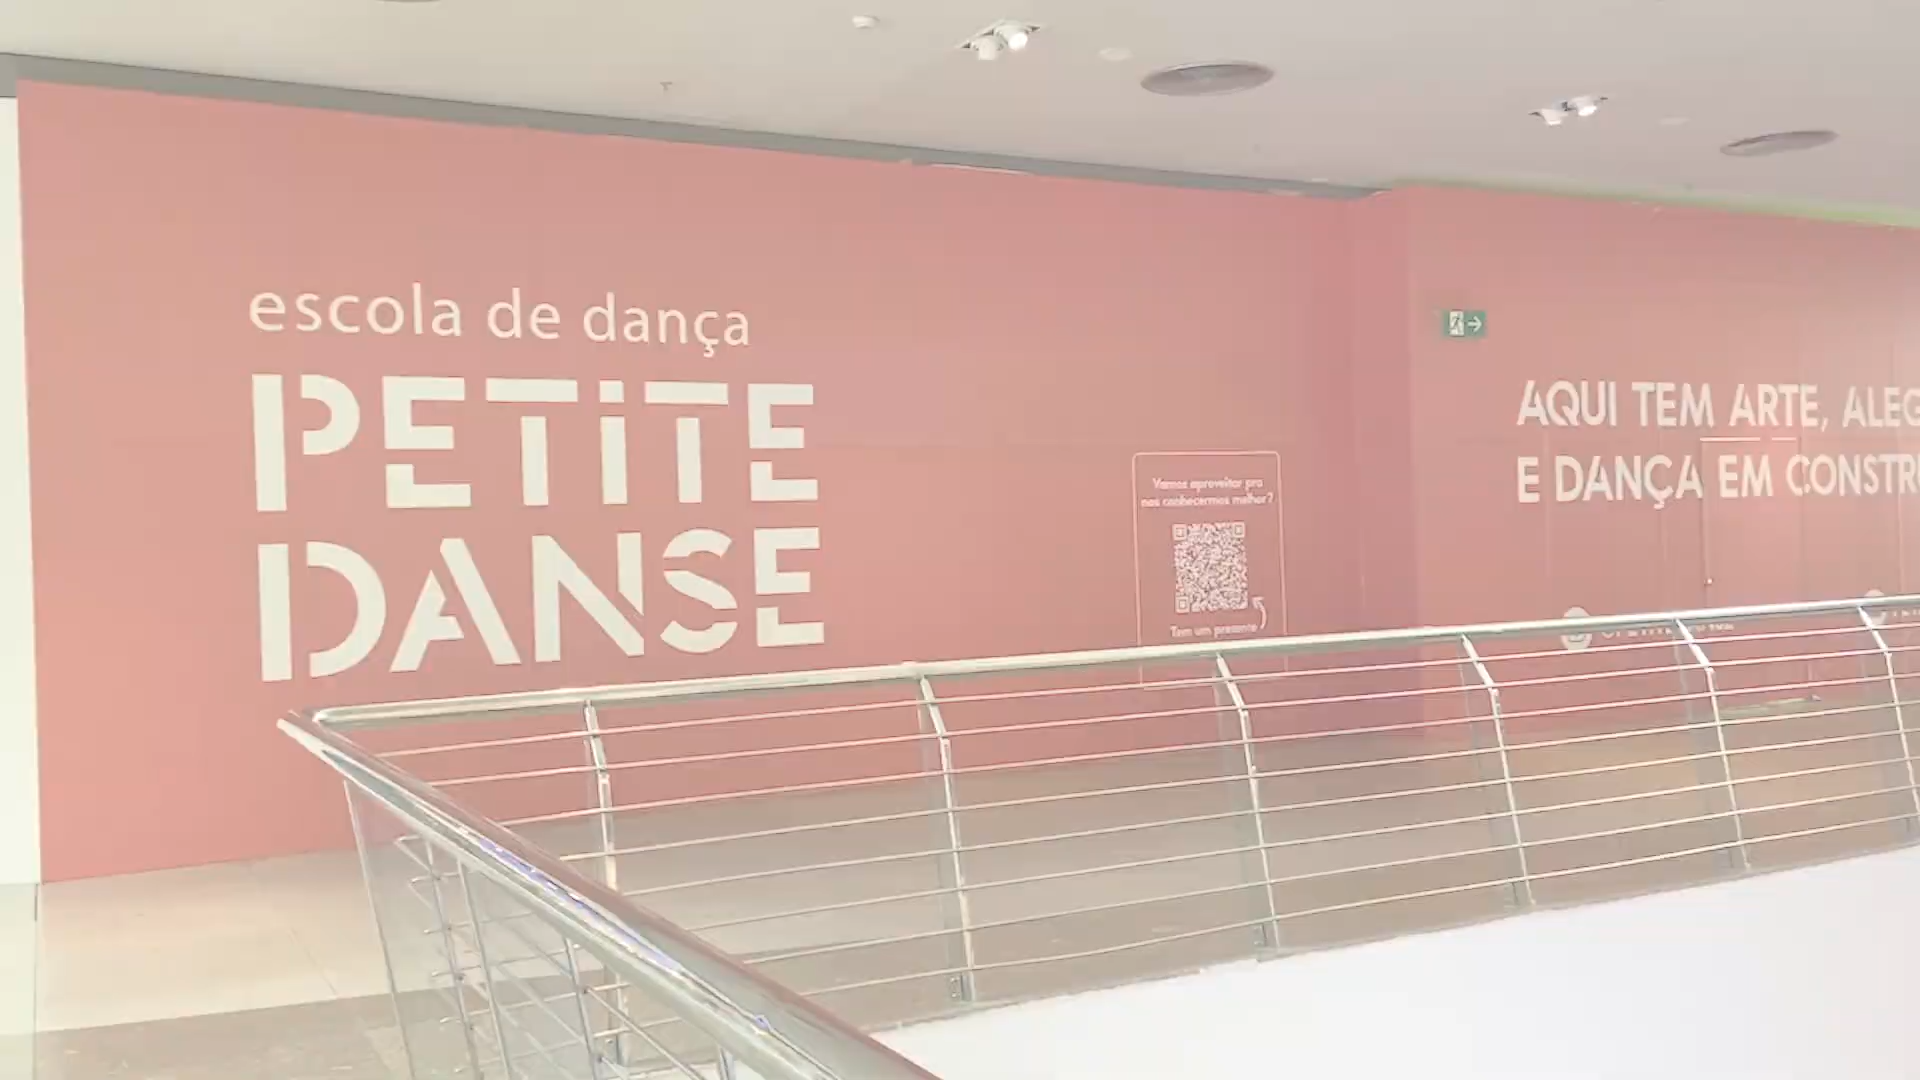 escola de dança
PETITE
DANSE
Vamos aproveitar pra
nos conhecermos melhor?
Tem um presente
AQUI TEM ARTE, ALEG
E DANÇA EM CONSTRU